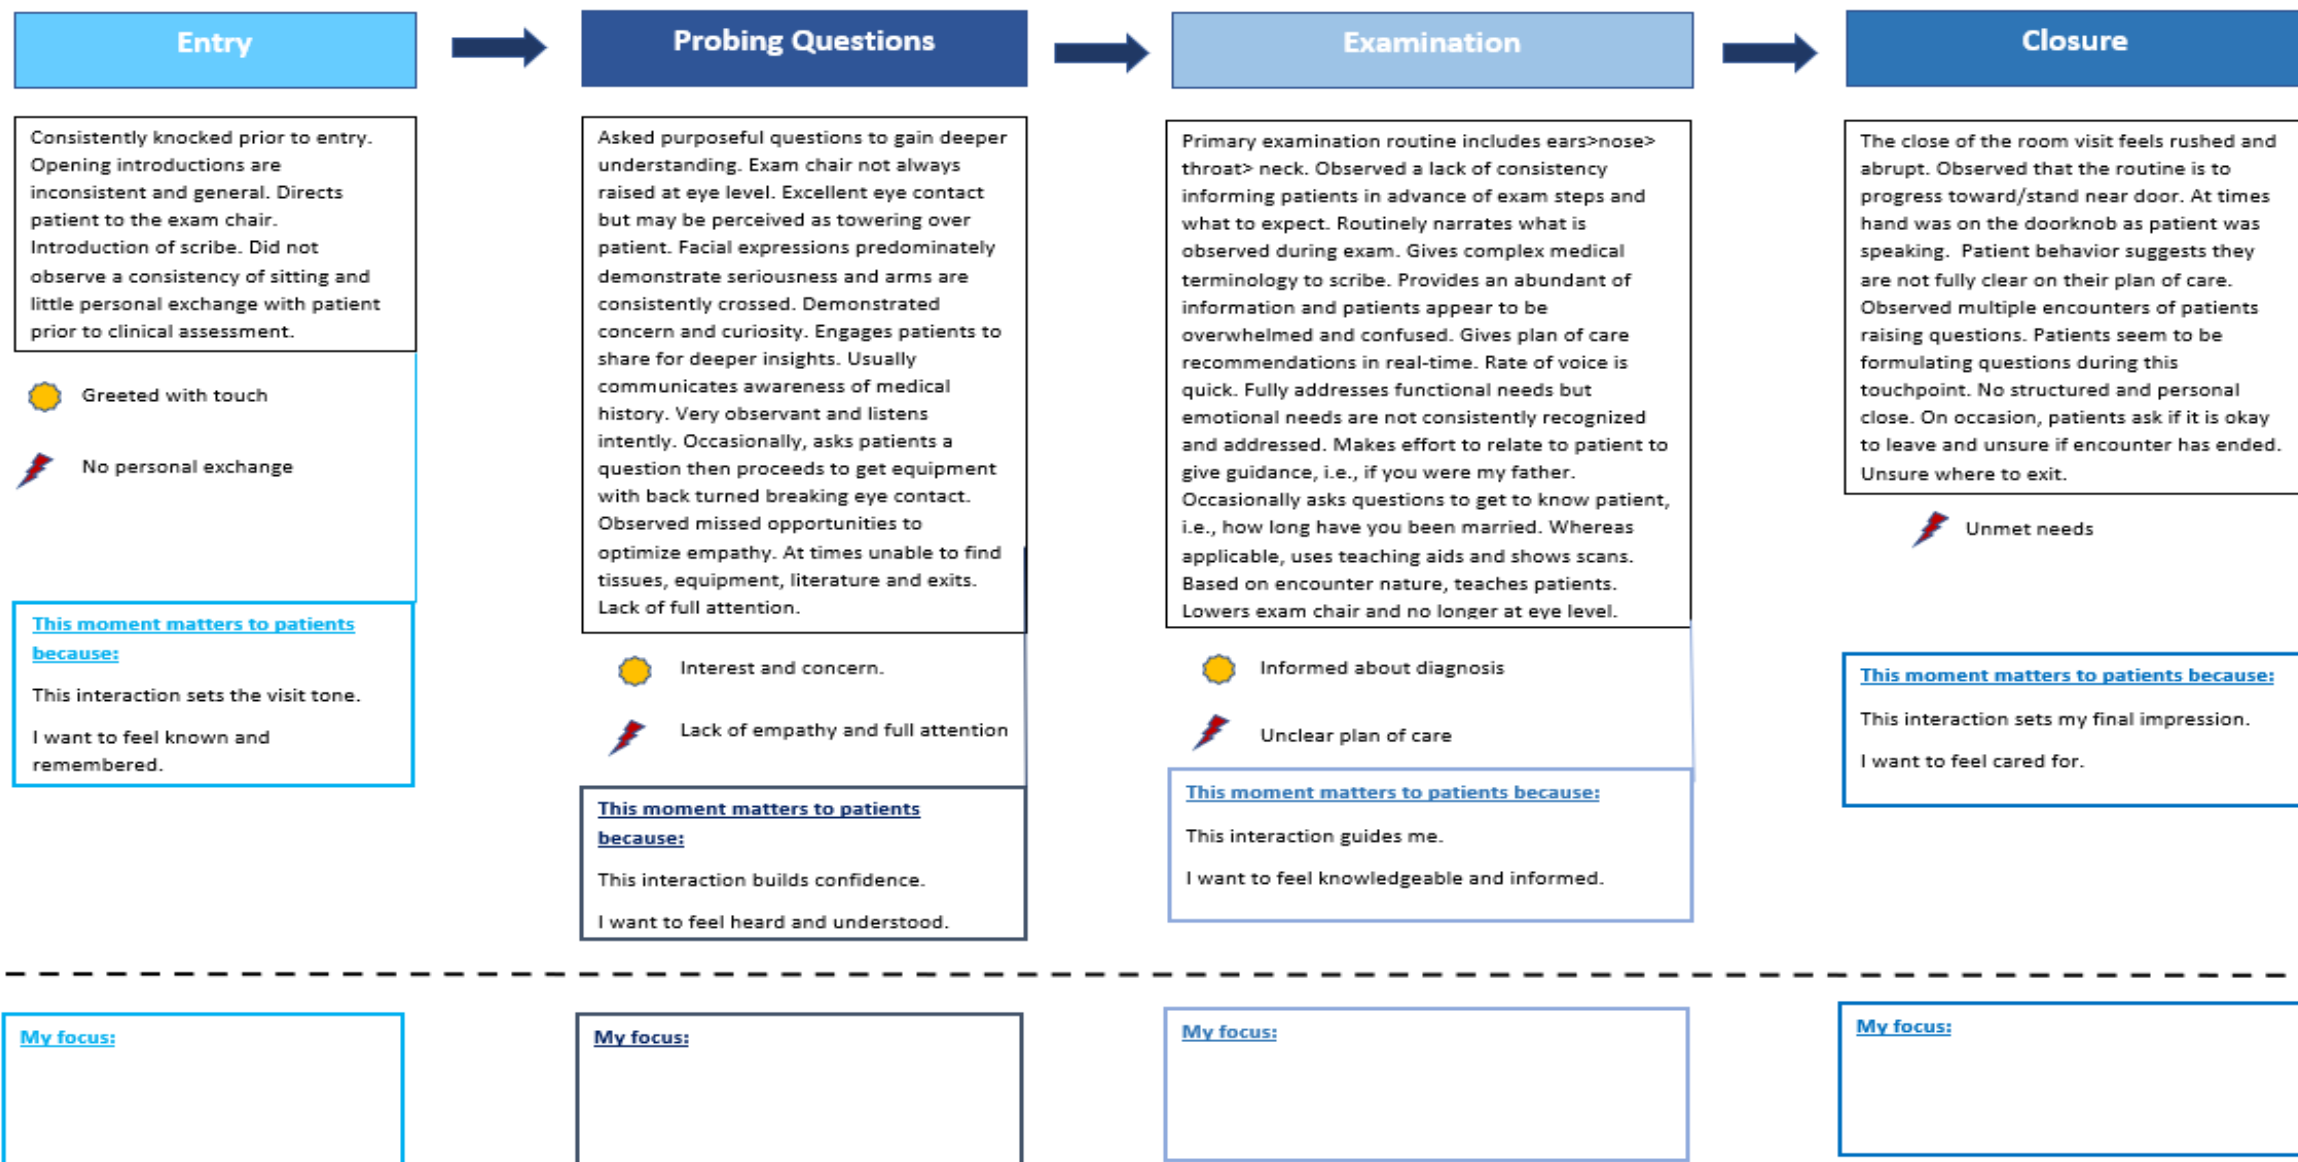 Entry
Consistently knocked prior to entry.
Opening introductions are
inconsistent and general. Directs
patient to the exam chair.
Introduction of scribe. Did not
observe a consistency of sitting and
little personal exchange with patient
prior to clinical assessment.
Greeted with touch
No personal exchange
This moment matters to patients
because:
This interaction sets the visit tone.
I want to feel known and
remembered.
Probing Questions
Asked purposeful questions to gain deeper
understanding. Exam chair not always
raised at eye level. Excellent eye contact
but may be perceived as towering over
patient. Facial expressions predominately
demonstrate seriousness and arms are
consistently crossed. Demonstrated
concern and curiosity. Engages patients to
share for deeper insights. Usually
communicates awareness of medical
history. Very observant and listens
intently. Occasionally, asks patients a
question then proceeds to get equipment
with back turned breaking eye contact.
Observed missed opportunities to
optimize empathy. At times unable to find
tissues, equipment, literature and exits.
Lack of full attention.
Interest and concern.
Lack of empathy and full attention
This moment matters to patients
because:
This interaction builds confidence.
I want to feel heard and understood.
Examination
Primary examination routine includes ears>nose>
throat> neck. Observed a lack of consistency
informing patients in advance of exam steps and
what to expect. Routinely narrates what is
observed during exam. Gives complex medical
terminology to scribe. Provides an abundant of
information and patients appear to be
overwhelmed and confused. Gives plan of care
recommendations in real-time. Rate of voice is
quick. Fully addresses functional needs but
emotional needs are not consistently recognized
and addressed. Makes effort to relate to patient to
give guidance, i.e., if you were my father.
Occasionally asks questions to get to know patient,
i.e., how long have you been married. Whereas
applicable, uses teaching aids and shows scans.
Based on encounter nature, teaches patients.
Lowers exam chair and no longer at eye level.
Informed about diagnosis
Unclear plan of care
This moment matters to patients because:
This interaction guides me.
I want to feel knowledgeable and informed.
Closure
The close of the room visit feels rushed and
abrupt. Observed that the routine is to
progress toward/stand near door. At times
hand was on the doorknob as patient was
speaking.  Patient behavior suggests they
are not fully clear on their plan of care.
Observed multiple encounters of patients
raising questions. Patients seem to be
formulating questions during this
touchpoint. No structured and personal
close. On occasion, patients ask if it is okay
to leave and unsure if encounter has ended.
Unsure where to exit.
Unmet needs
This moment matters to patients because:
This interaction sets my final impression.
I want to feel cared for.
My focus:
My focus:
My focus:
My focus: